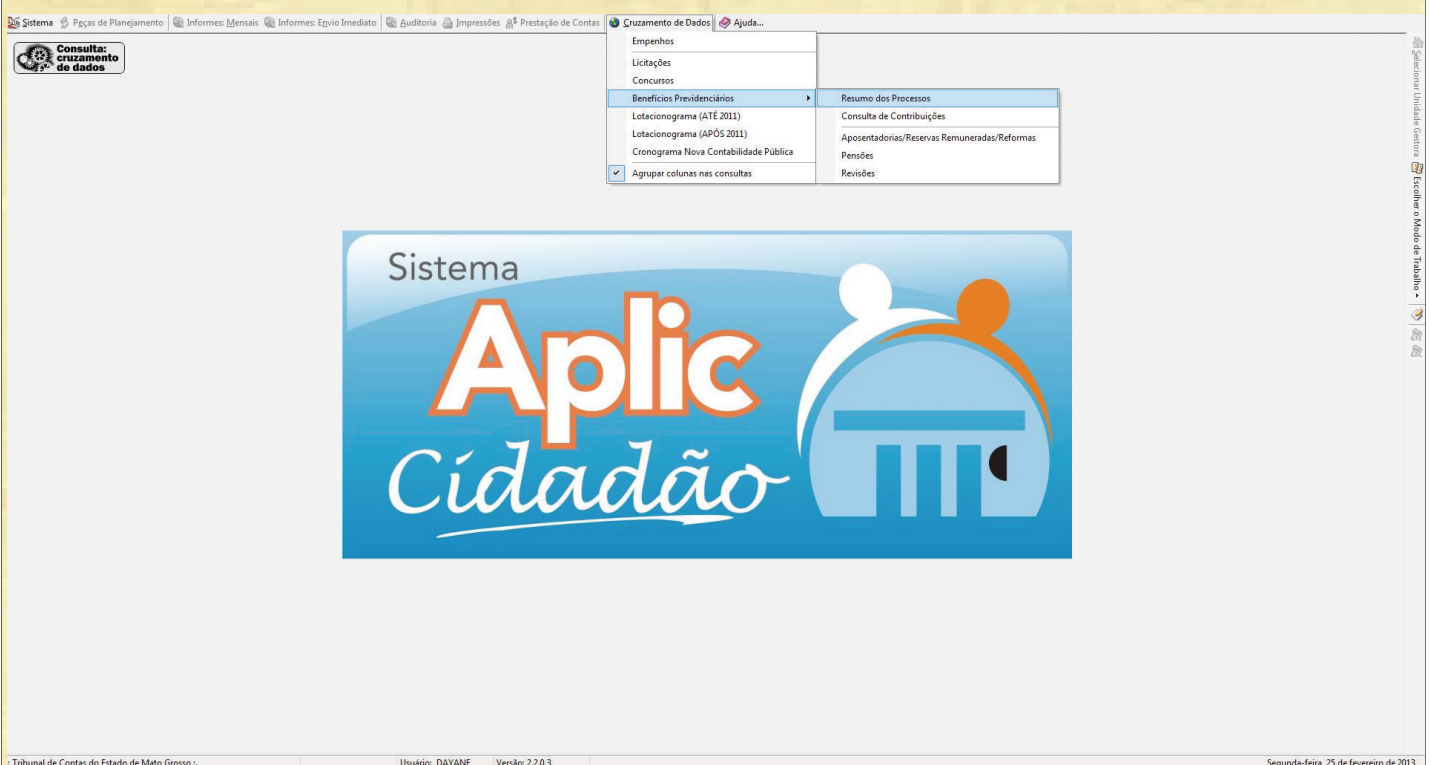 Sistema Peças de Planejamento Informes: Mensais Informes: Envio Imediato Auditoria Impressões Prestação de Contas Cruzamento de Dados Ajuda...
Consulta:
cruzamento
de dados
Empenhos
Licitações
Concursos
Benefícios Previdenciários
Lotacionograma (ATÉ 2011)
Lotacionograma (APÓS 2011)
Cronograma Nova Contabilidade Pública
Agrupar colunas nas consultas
Resumo dos Processos
Consulta de Contribuições
Aposentadorias/Reservas Remuneradas/Reformas
Pensões
Revisões
Selecionar Unidade Gestora
Escolher o Modo de Trabalho
Sistema
Aplic
Cidadão
: Tribunal de Contas do Estado de Mato Grosso :. Usuário: DAYANE Versão: 2.2.0.3 Segunda-feira, 25 de fevereiro de 2013